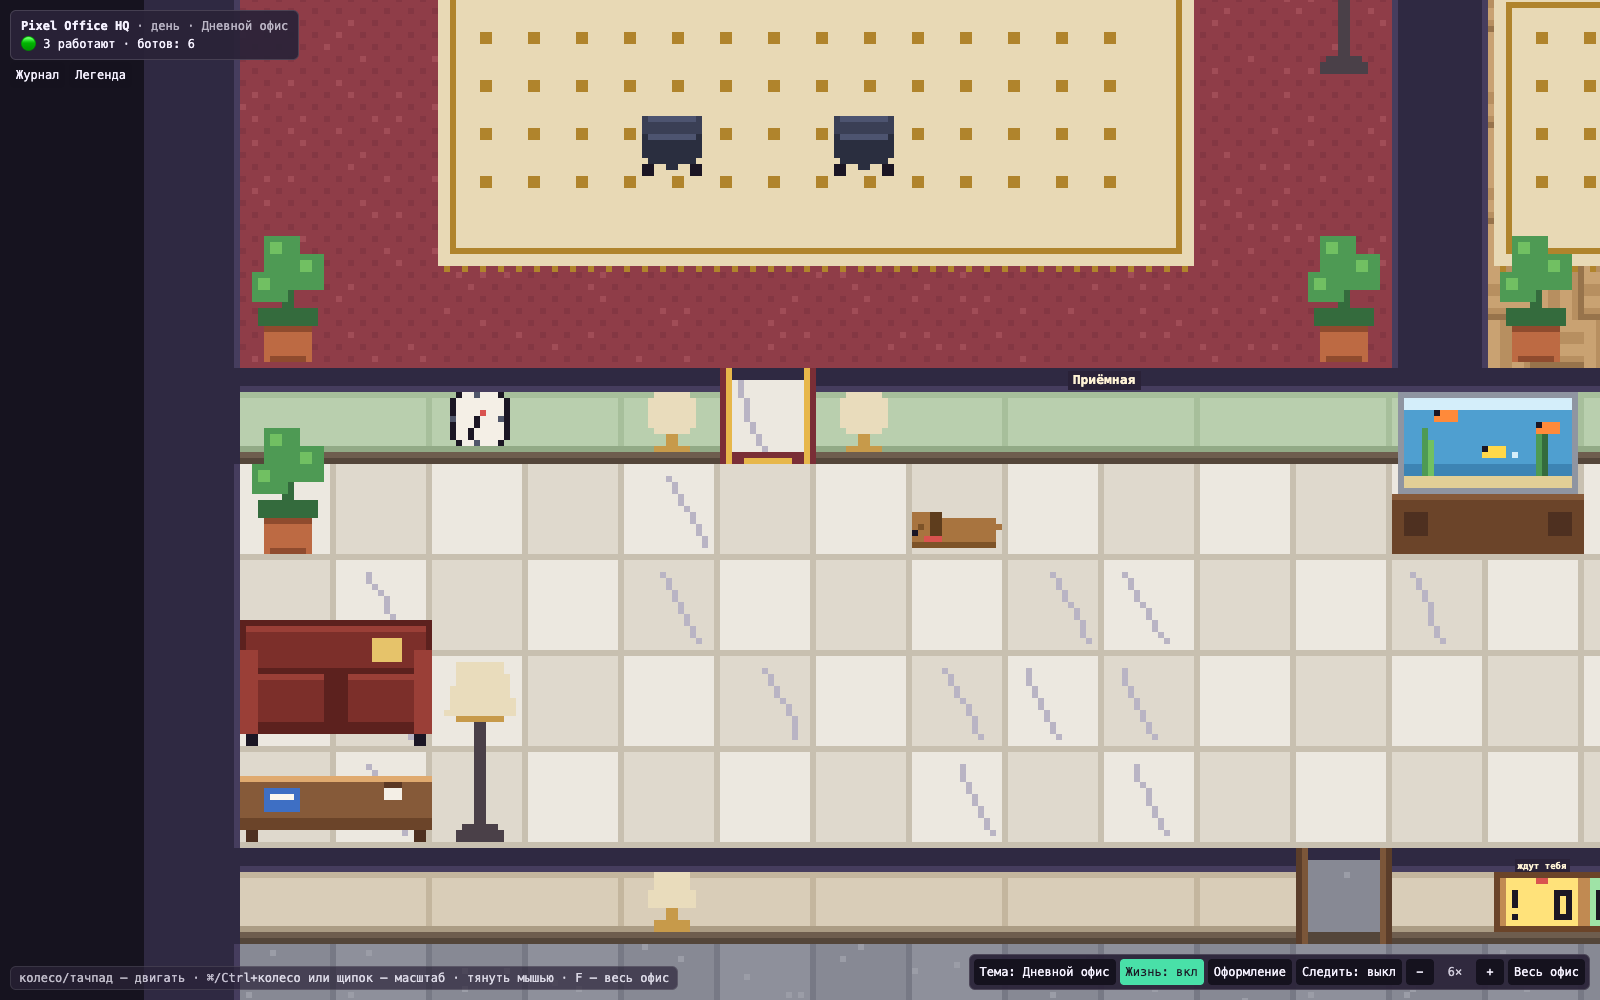 Pixel Office HQ · день · Дневной офис
3 работают · ботов: 6
Журнал Легенда
Приёмная
ждут тебя
! 0
колесо/тачпад — двигать · ⌘/Ctrl+колесо или щипок — масштаб · тянуть мышью · F — весь офис
Тема: Дневной офис Жизнь: вкл Оформление Следить: выкл − 6× + Весь офис